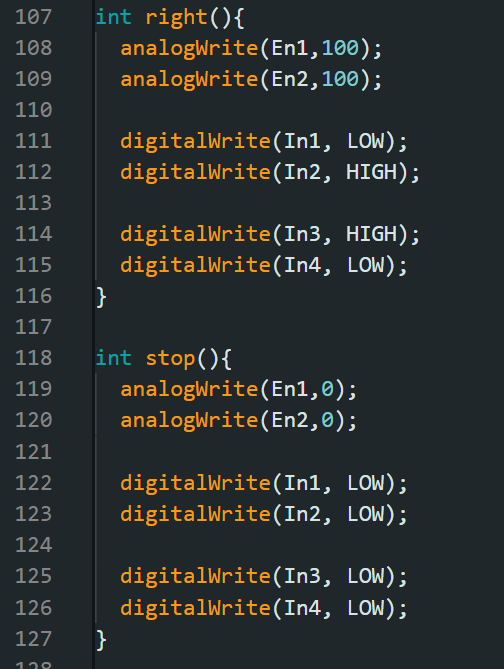 107 int right(){
108 analogWrite(En1,100);
109 analogWrite(En2,100);
110
111 digitalWrite(In1, LOW);
112 digitalWrite(In2, HIGH);
113
114 digitalWrite(In3, HIGH);
115 digitalWrite(In4, LOW);
116 }
117
118 int stop(){
119 analogWrite(En1,0);
120 analogWrite(En2,0);
121
122 digitalWrite(In1, LOW);
123 digitalWrite(In2, LOW);
124
125 digitalWrite(In3, LOW);
126 digitalWrite(In4, LOW);
127 }
128